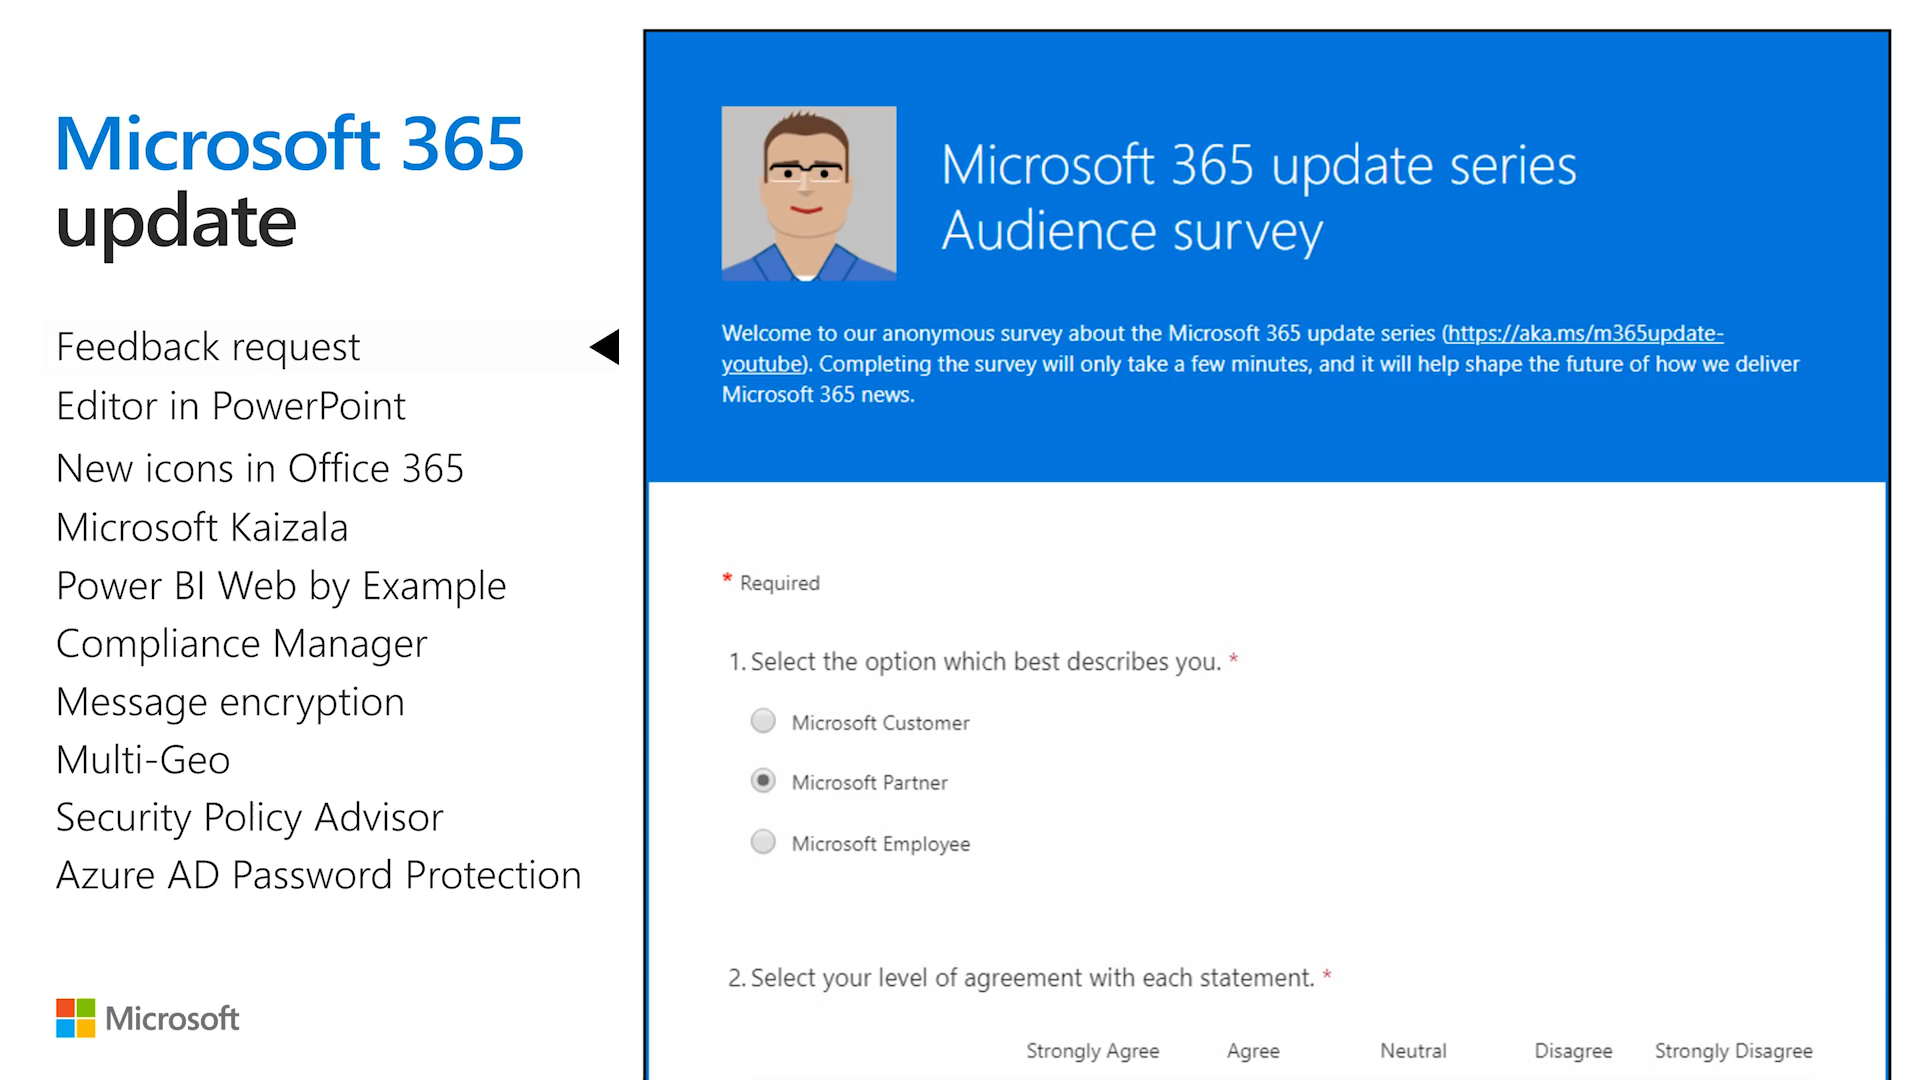 Microsoft 365
update
Feedback request
Editor in PowerPoint
New icons in Office 365
Microsoft Kaizala
Power BI Web by Example
Compliance Manager
Message encryption
Multi-Geo
Security Policy Advisor
Azure AD Password Protection
Microsoft
Microsoft 365 update series
Audience survey
Welcome to our anonymous survey about the Microsoft 365 update series (https://aka.ms/m365update-
youtube). Completing the survey will only take a few minutes, and it will help shape the future of how we deliver
Microsoft 365 news.
* Required
1. Select the option which best describes you. *
Microsoft Customer
Microsoft Partner
Microsoft Employee
2. Select your level of agreement with each statement. *
Strongly Agree Agree Neutral Disagree Strongly Disagree